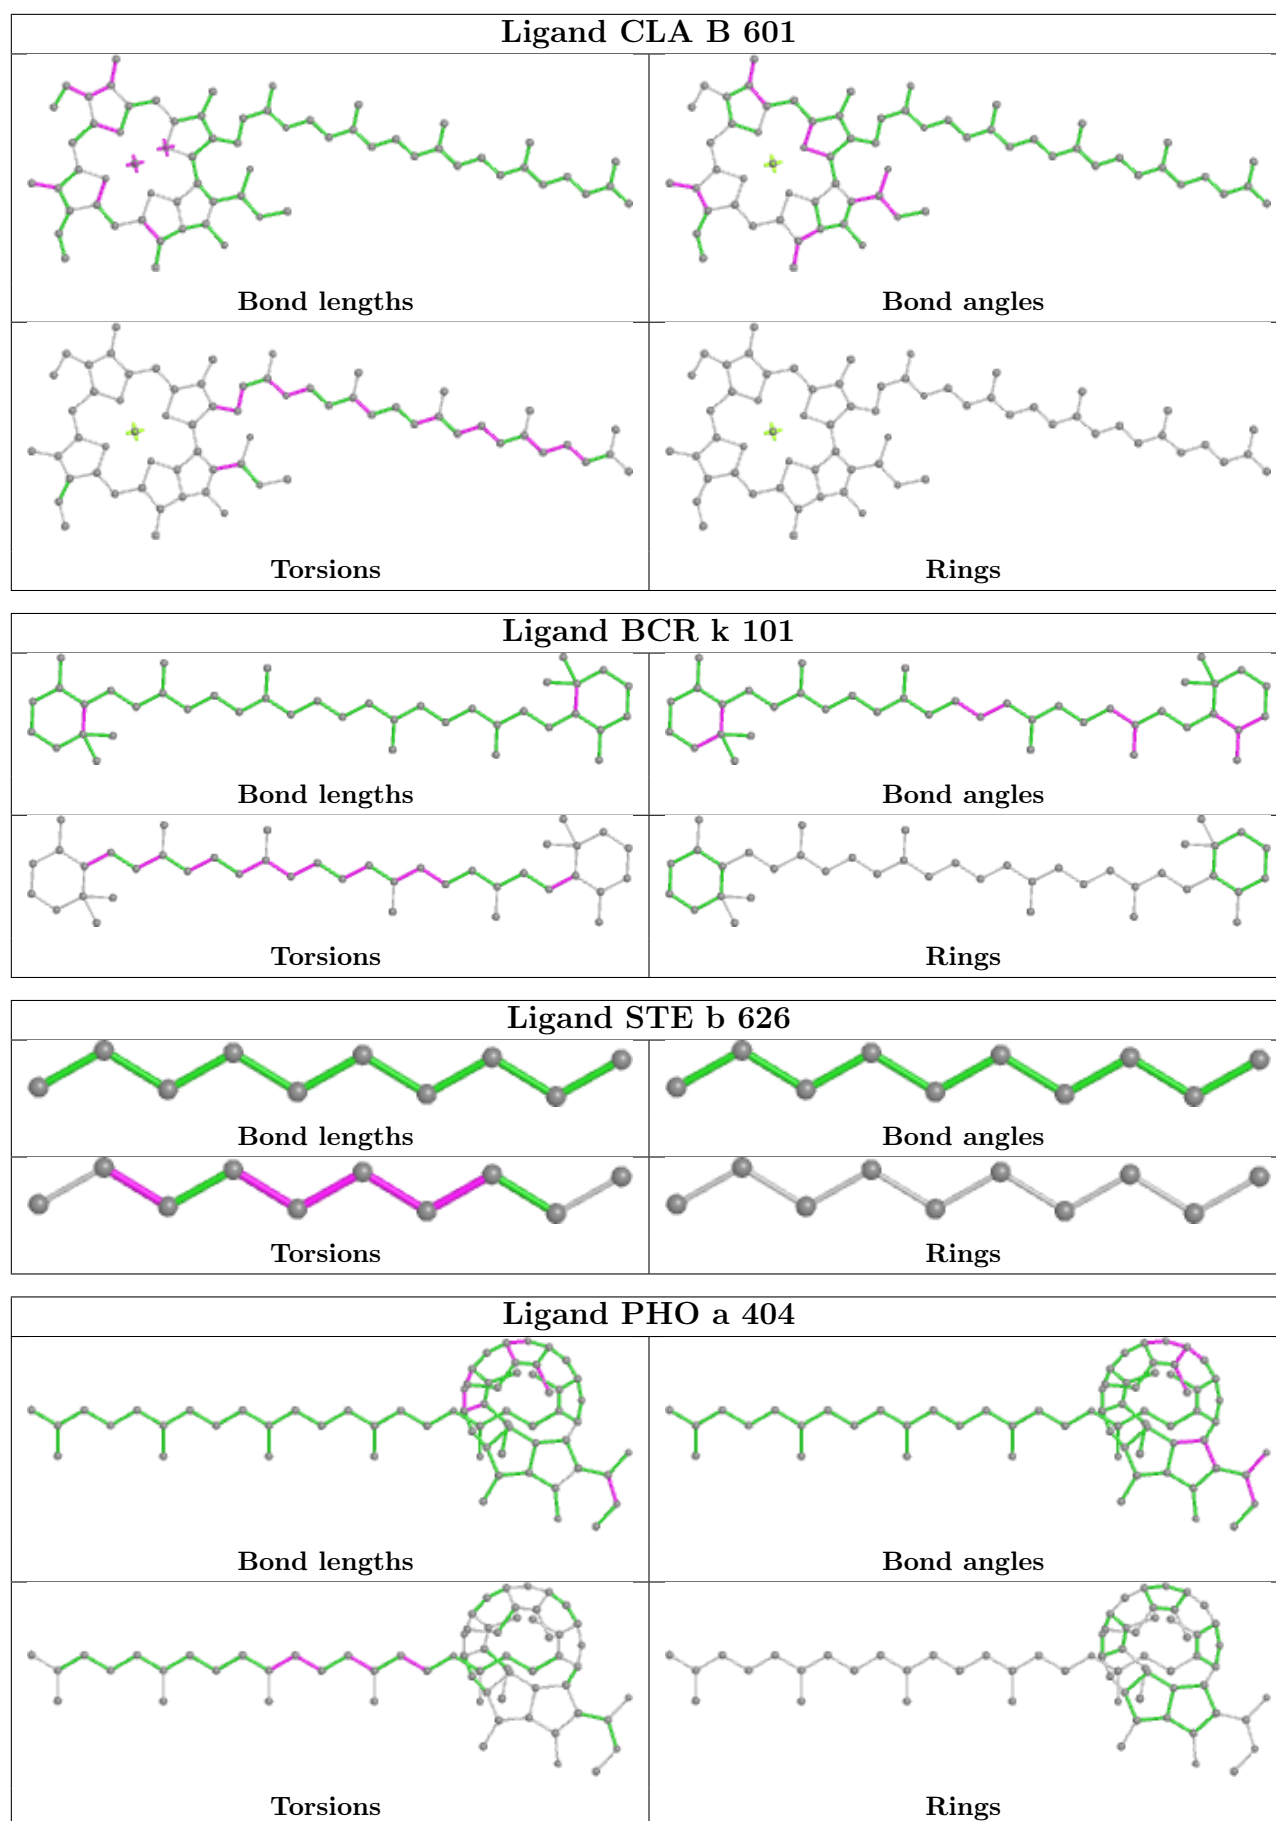 Ligand CLA B 601
Bond lengths
Bond angles
Torsions
Rings
Ligand BCR k 101
Bond lengths
Bond angles
Torsions
Rings
Ligand STE b 626
Bond lengths
Bond angles
Torsions
Rings
Ligand PHO a 404
Bond lengths
Bond angles
Torsions
Rings